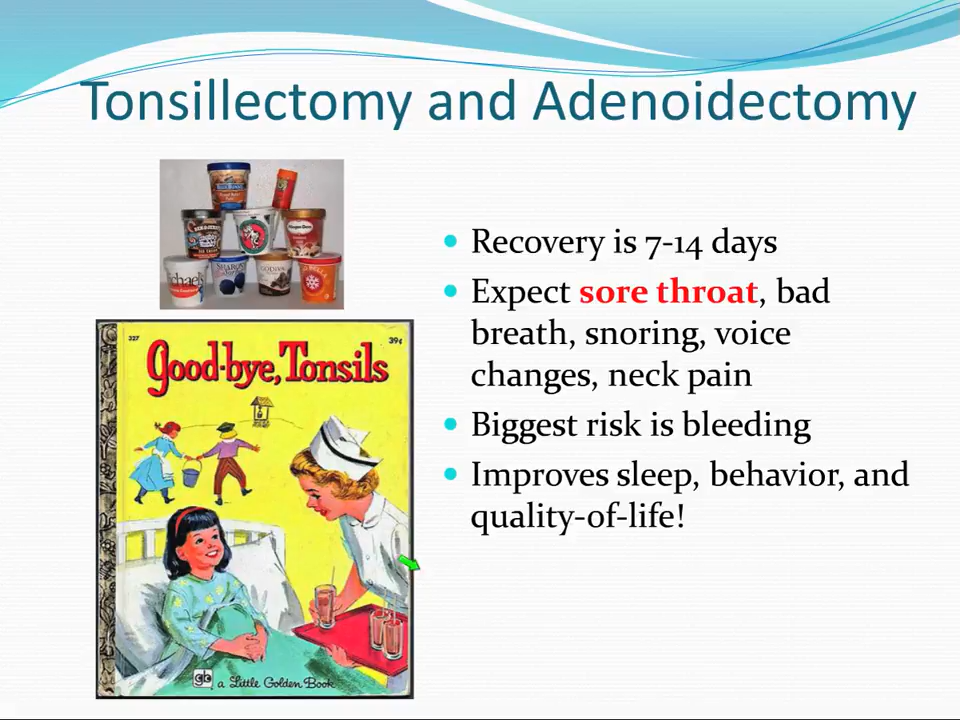 Tonsillectomy and Adenoidectomy
Recovery is 7-14 days
Expect sore throat, bad
breath, snoring, voice
changes, neck pain
Biggest risk is bleeding
Improves sleep, behavior, and
quality-of-life!
327
39¢
Good-bye, Tonsils
a Little Golden Book